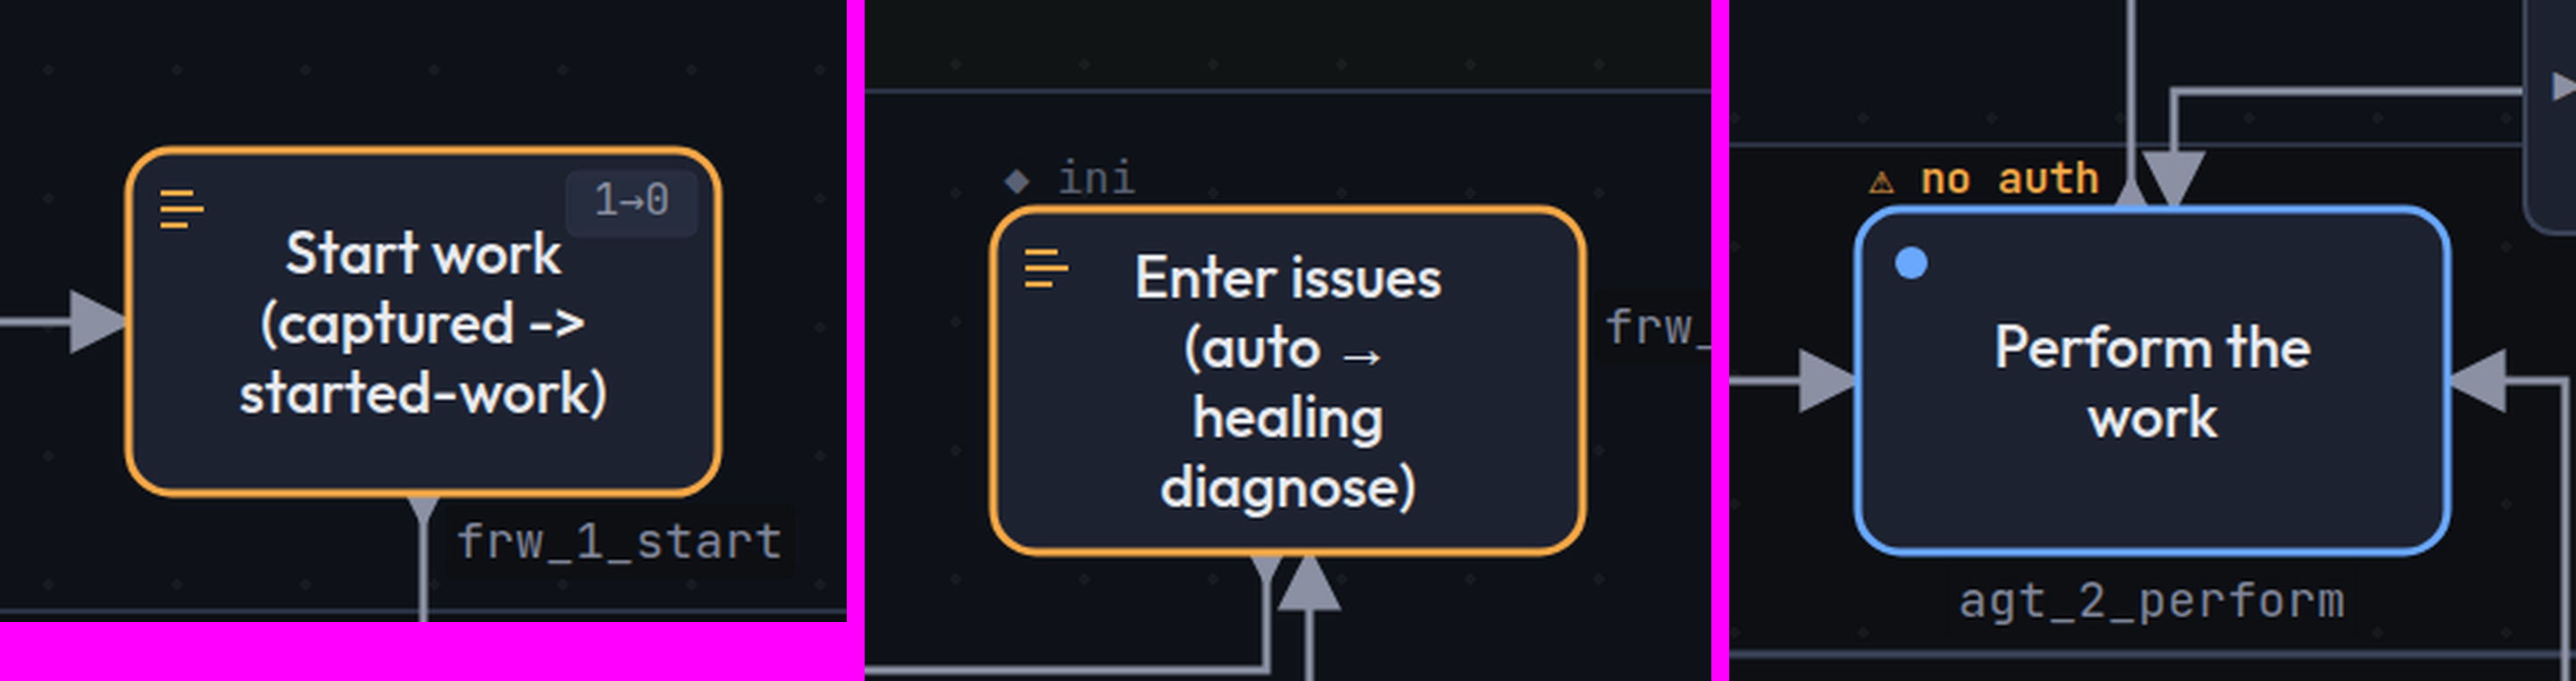 1→0
Start work
(captured ->
started-work)
frw_1_start
◆ ini
Enter issues
(auto →
healing
diagnose)
frw_
⚠ no auth
Perform the
work
agt_2_perform